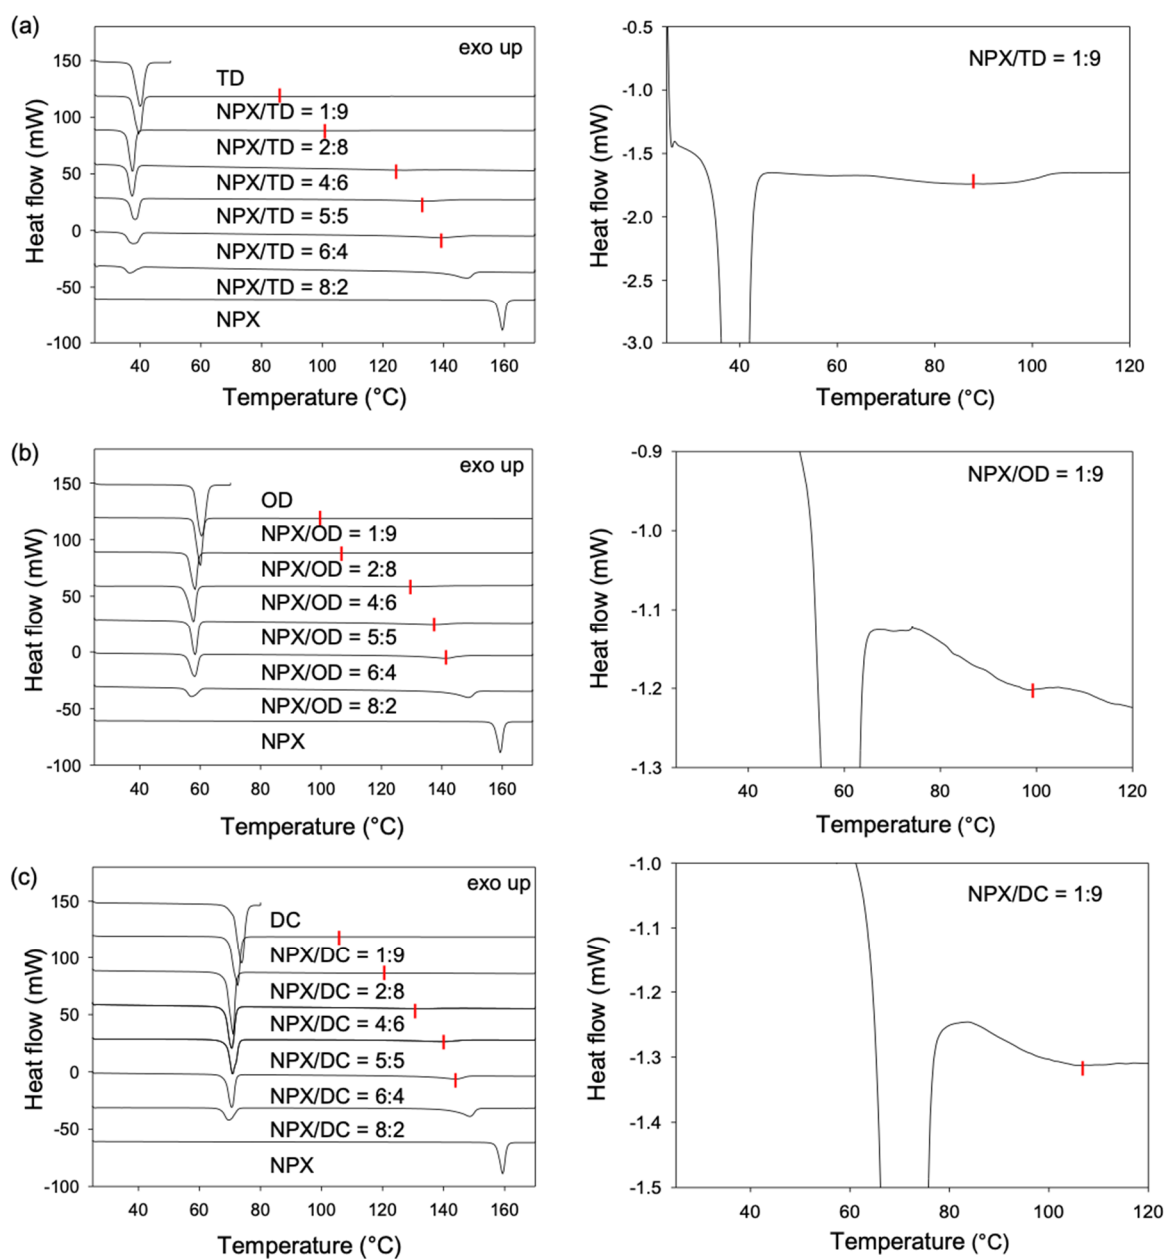 (a)
exo up
150
100
50
0
-50
-100
Heat flow (mW)
TD
NPX/TD = 1:9
NPX/TD = 2:8
NPX/TD = 4:6
NPX/TD = 5:5
NPX/TD = 6:4
NPX/TD = 8:2
NPX
40 60 80 100 120 140 160
Temperature (°C)
NPX/TD = 1:9
-0.5
-1.0
-1.5
-2.0
-2.5
-3.0
Heat flow (mW)
40 60 80 100 120
Temperature (°C)
(b)
exo up
150
100
50
0
-50
-100
Heat flow (mW)
OD
NPX/OD = 1:9
NPX/OD = 2:8
NPX/OD = 4:6
NPX/OD = 5:5
NPX/OD = 6:4
NPX/OD = 8:2
NPX
40 60 80 100 120 140 160
Temperature (°C)
NPX/OD = 1:9
-0.9
-1.0
-1.1
-1.2
-1.3
Heat flow (mW)
40 60 80 100 120
Temperature (°C)
(c)
exo up
150
100
50
0
-50
-100
Heat flow (mW)
DC
NPX/DC = 1:9
NPX/DC = 2:8
NPX/DC = 4:6
NPX/DC = 5:5
NPX/DC = 6:4
NPX/DC = 8:2
NPX
40 60 80 100 120 140 160
Temperature (°C)
NPX/DC = 1:9
-1.0
-1.1
-1.2
-1.3
-1.4
-1.5
Heat flow (mW)
40 60 80 100 120
Temperature (°C)